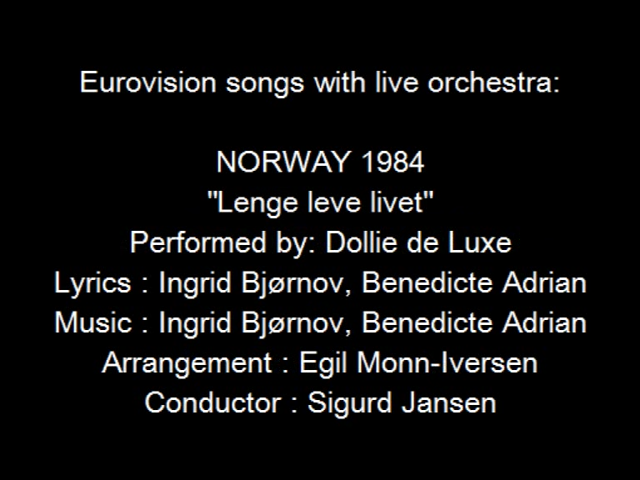 Eurovision songs with live orchestra:
NORWAY 1984
"Lenge leve livet"
Performed by: Dollie de Luxe
Lyrics : Ingrid Bjørnov, Benedicte Adrian
Music : Ingrid Bjørnov, Benedicte Adrian
Arrangement : Egil Monn-Iversen
Conductor : Sigurd Jansen